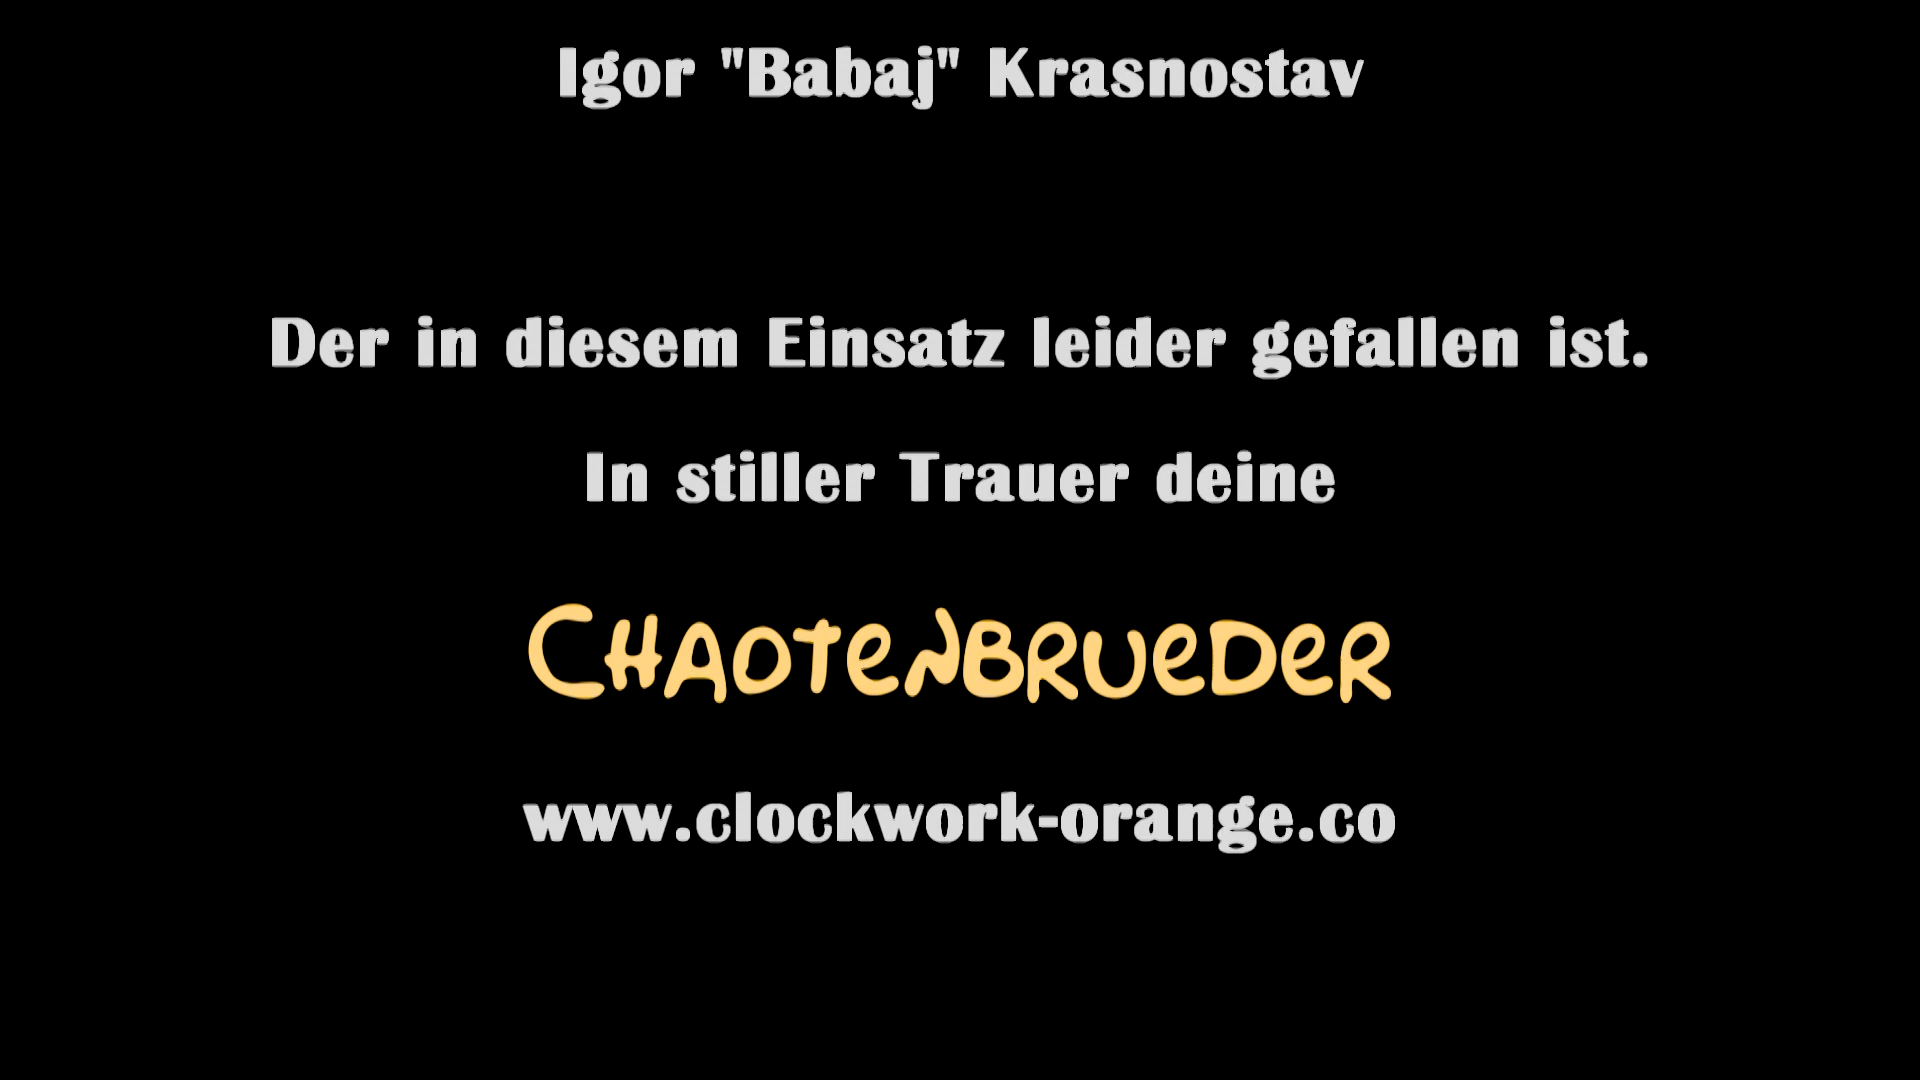 Igor "Babaj" Krasnostav
Der in diesem Einsatz leider gefallen ist.
In stiller Trauer deine
CHAOTENBRUEDER
www.clockwork-orange.co